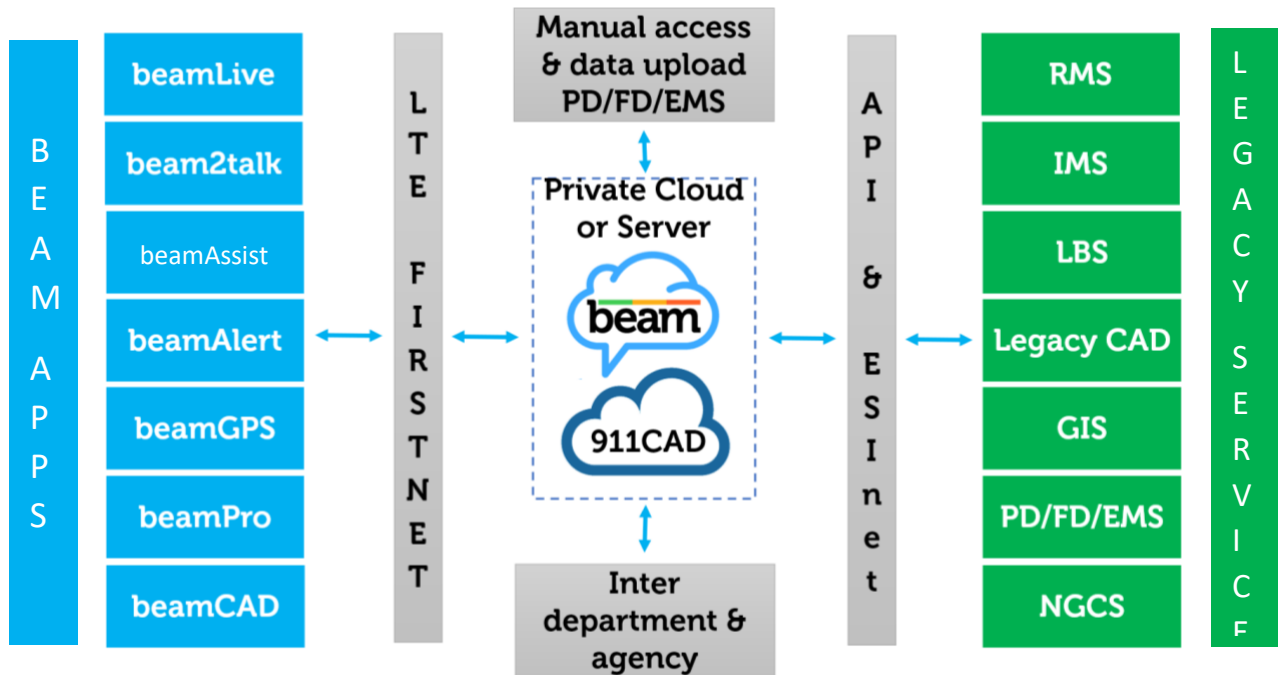 BEAM APPS
beamLive
beam2talk
beamAssist
beamAlert
beamGPS
beamPro
beamCAD
LTE FIRSTNET
Manual access
& data upload
PD/FD/EMS
Private Cloud
or Server
beam
911CAD
Inter
department &
agency
API & ESInet
RMS
IMS
LBS
Legacy CAD
GIS
PD/FD/EMS
NGCS
LEGACY SERVICE